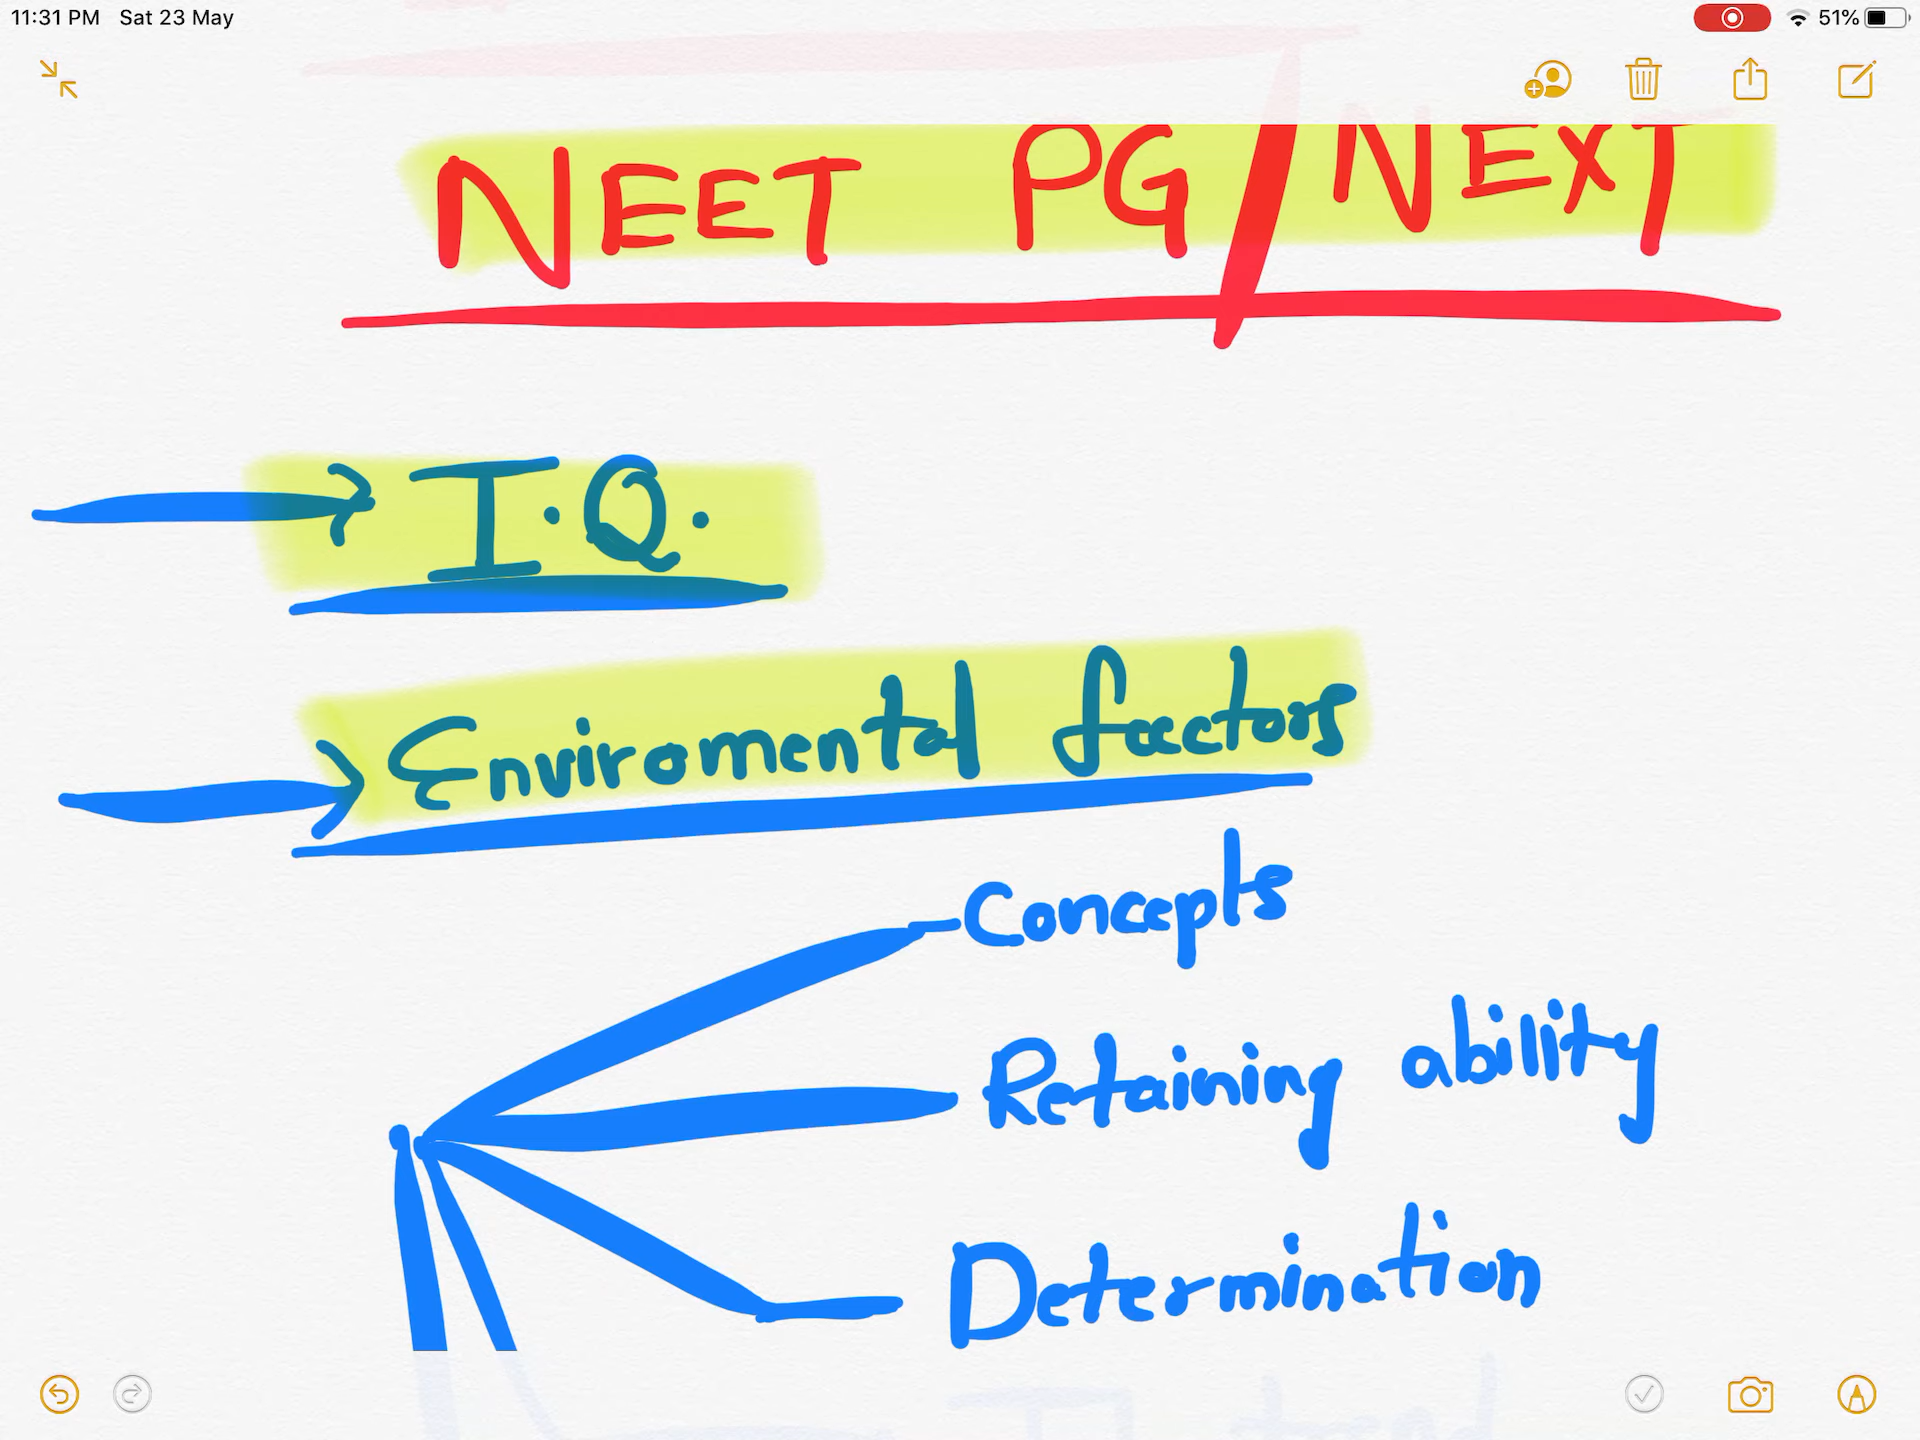 11:31 PM Sat 23 May
51%
NEET PG/NEXT
I.Q.
Enviromental factors
Concepts
Retaining ability
Determination